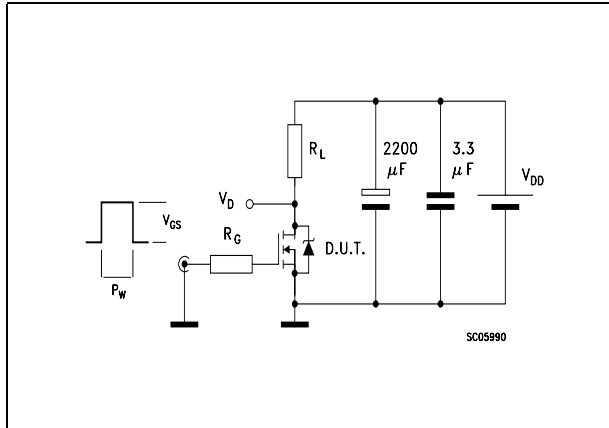 R_L
2200 μF
3.3 μF
V_DD
V_D
V_GS
R_G
D.U.T.
P_W
SC05990